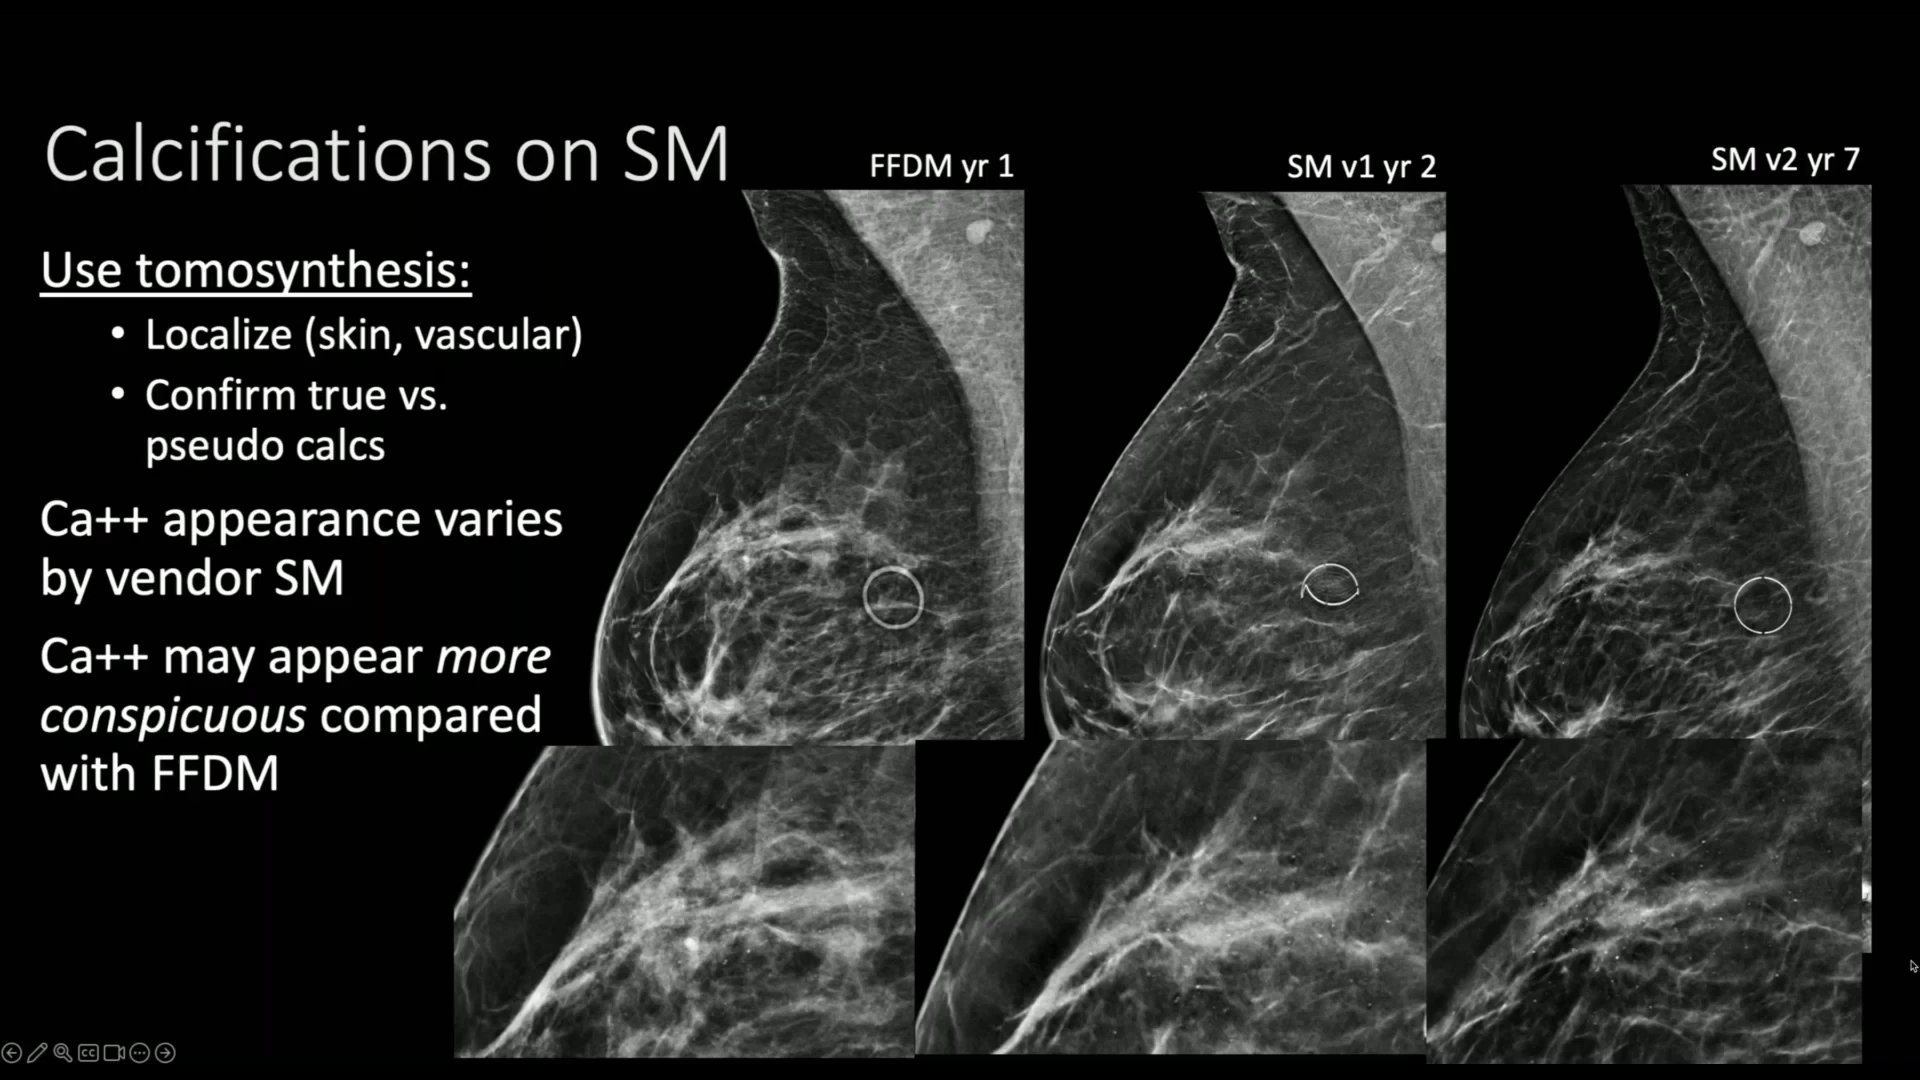 Calcifications on SM
FFDM yr 1
SM v1 yr 2
SM v2 yr 7
Use tomosynthesis:
• Localize (skin, vascular)
• Confirm true vs.
pseudo calcs
Ca++ appearance varies
by vendor SM
Ca++ may appear more
conspicuous compared
with FFDM
CC